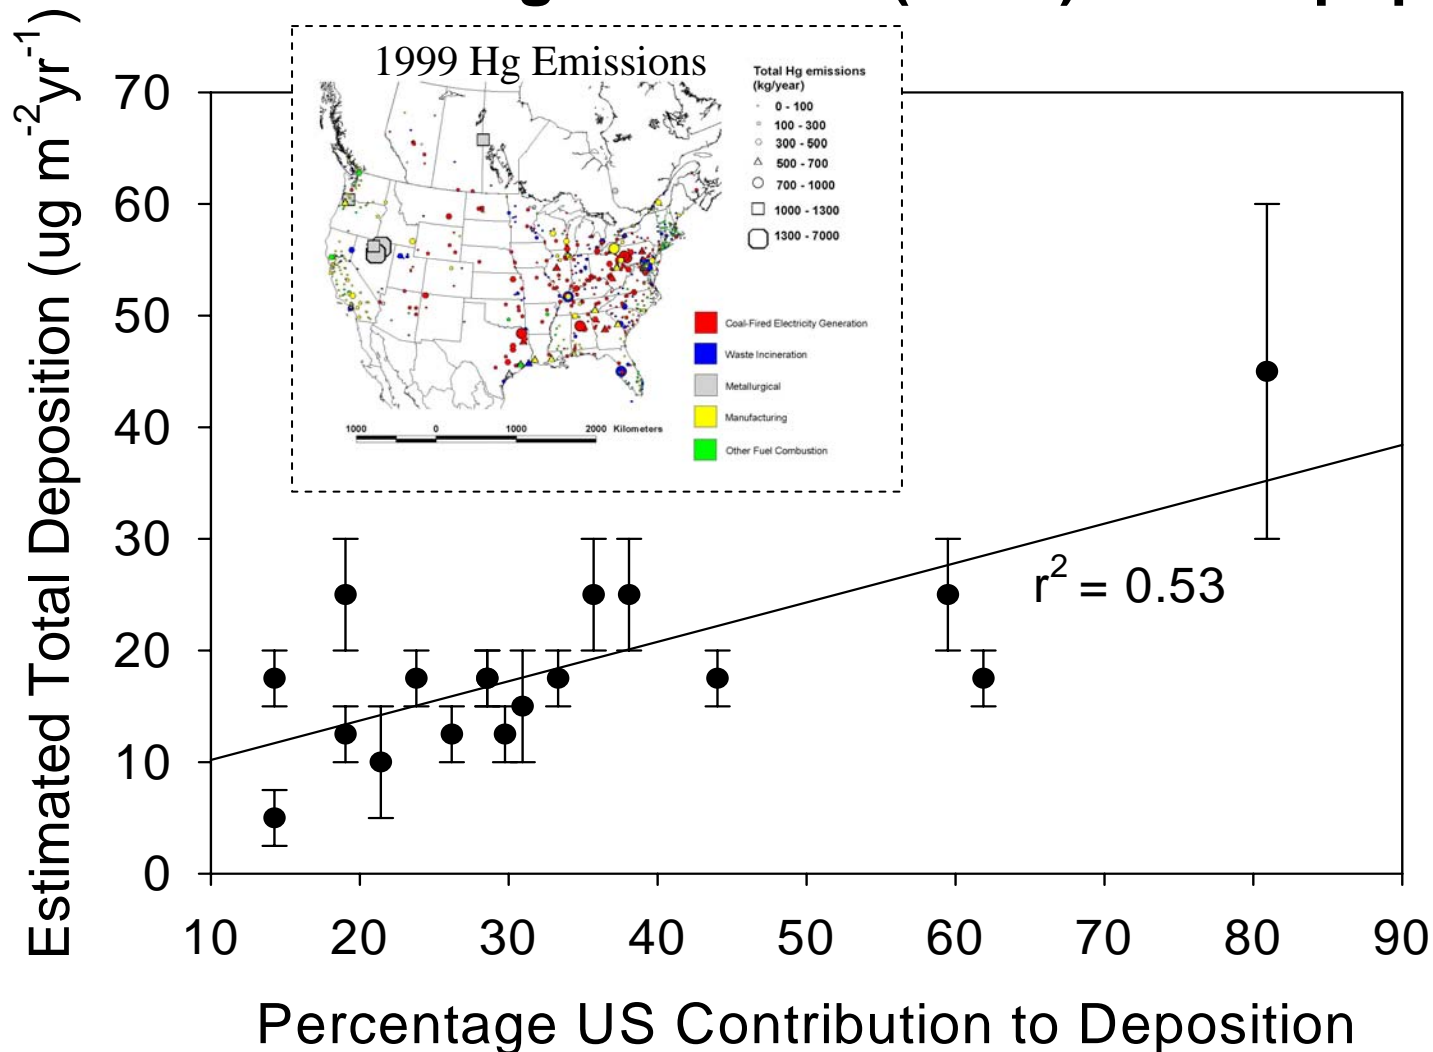 1999 Hg Emissions
Total Hg emissions
(kg/year)
0 - 100
100 - 300
300 - 500
500 - 700
700 - 1000
1000 - 1300
1300 - 7000
Coal-Fired Electricity Generation
Waste Incineration
Metallurgical
Manufacturing
Other Fuel Combustion
1000 0 1000 2000 Kilometers
Estimated Total Deposition (ug m-2yr-1)
70
60
50
40
30
20
10
0
r2 = 0.53
10 20 30 40 50 60 70 80 90
Percentage US Contribution to Deposition